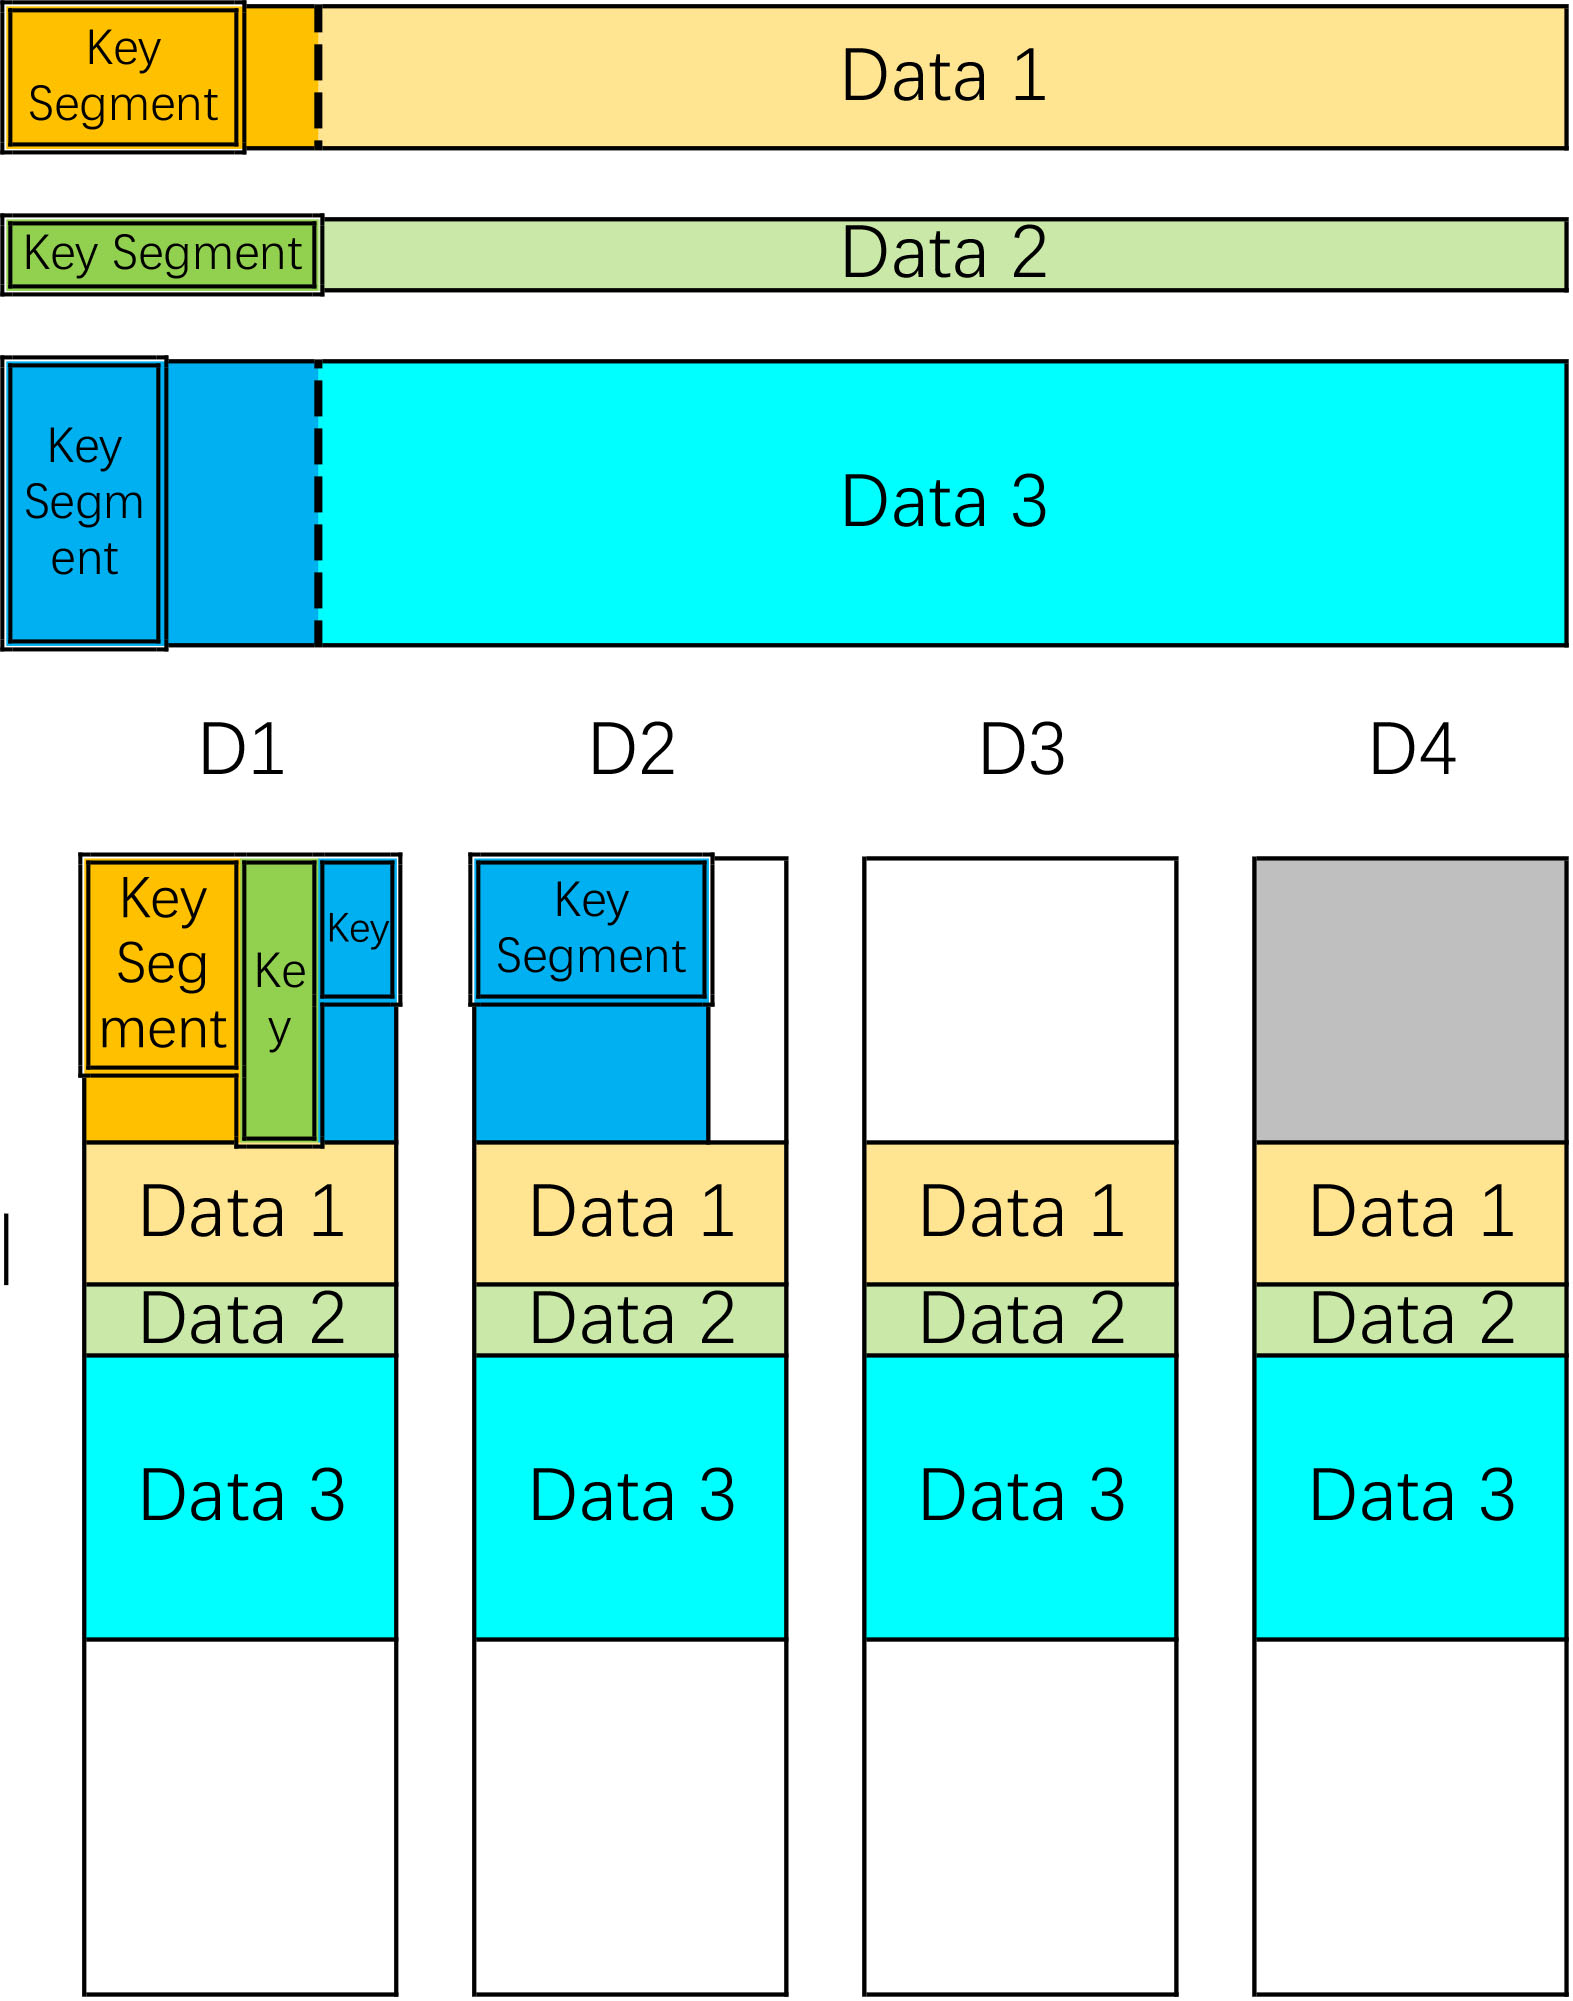 Key
Segment
Data 1
Key Segment
Data 2
Key
Segm
ent
Data 3
D1
D2
D3
D4
Key
Seg
ment
Ke
y
Key
Key
Segment
Data 1
Data 1
Data 1
Data 1
Data 2
Data 2
Data 2
Data 2
Data 3
Data 3
Data 3
Data 3